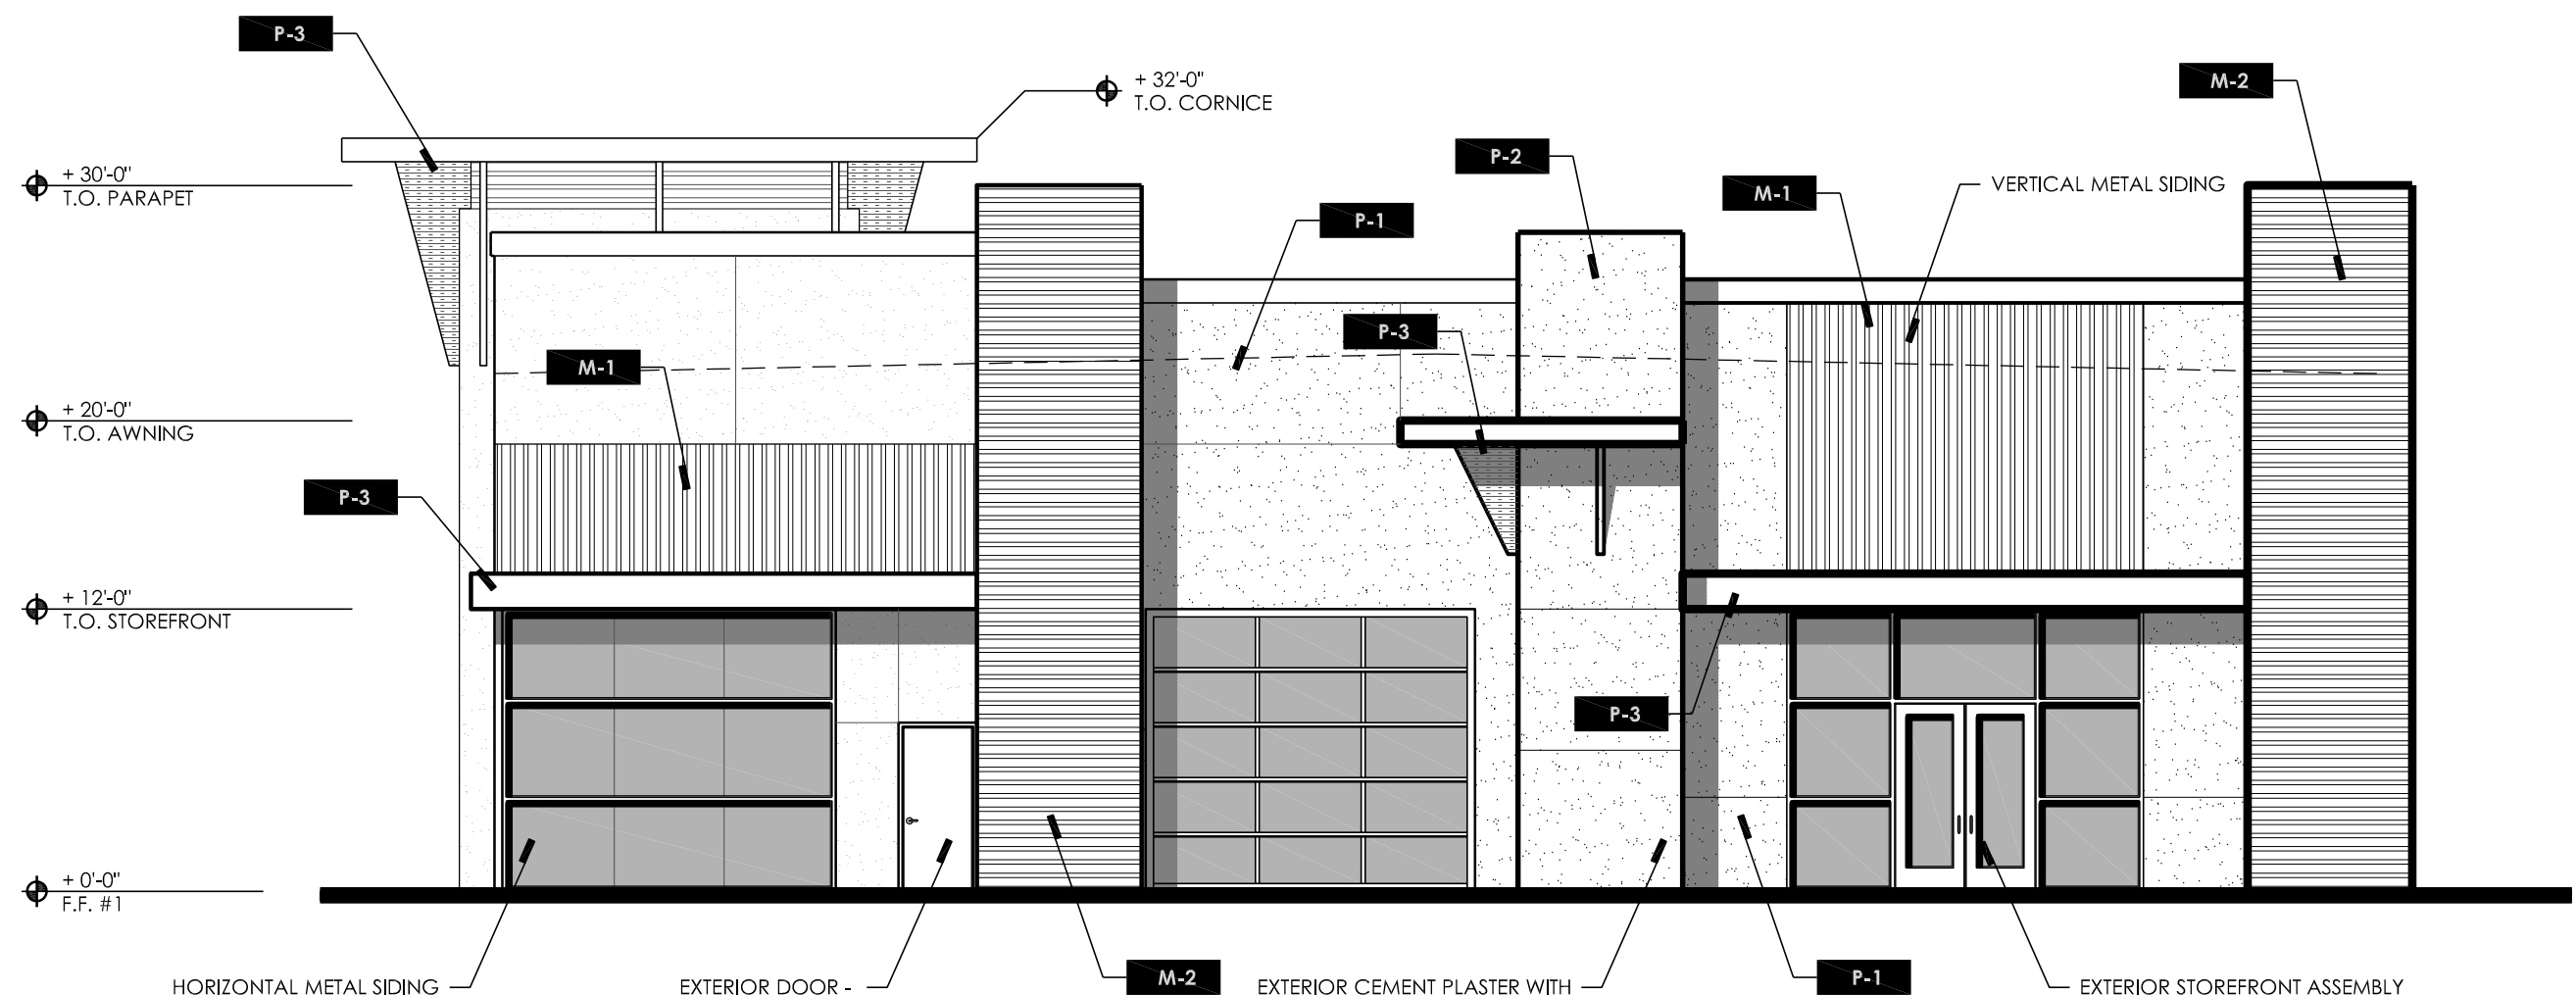 P-3
+ 32'-0"
T.O. CORNICE
M-2
P-2
+ 30'-0"
T.O. PARAPET
M-1
VERTICAL METAL SIDING
P-1
P-3
M-1
+ 20'-0"
T.O. AWNING
P-3
+ 12'-0"
T.O. STOREFRONT
P-3
+ 0'-0"
F.F. #1
HORIZONTAL METAL SIDING
EXTERIOR DOOR -
M-2
EXTERIOR CEMENT PLASTER WITH
P-1
EXTERIOR STOREFRONT ASSEMBLY